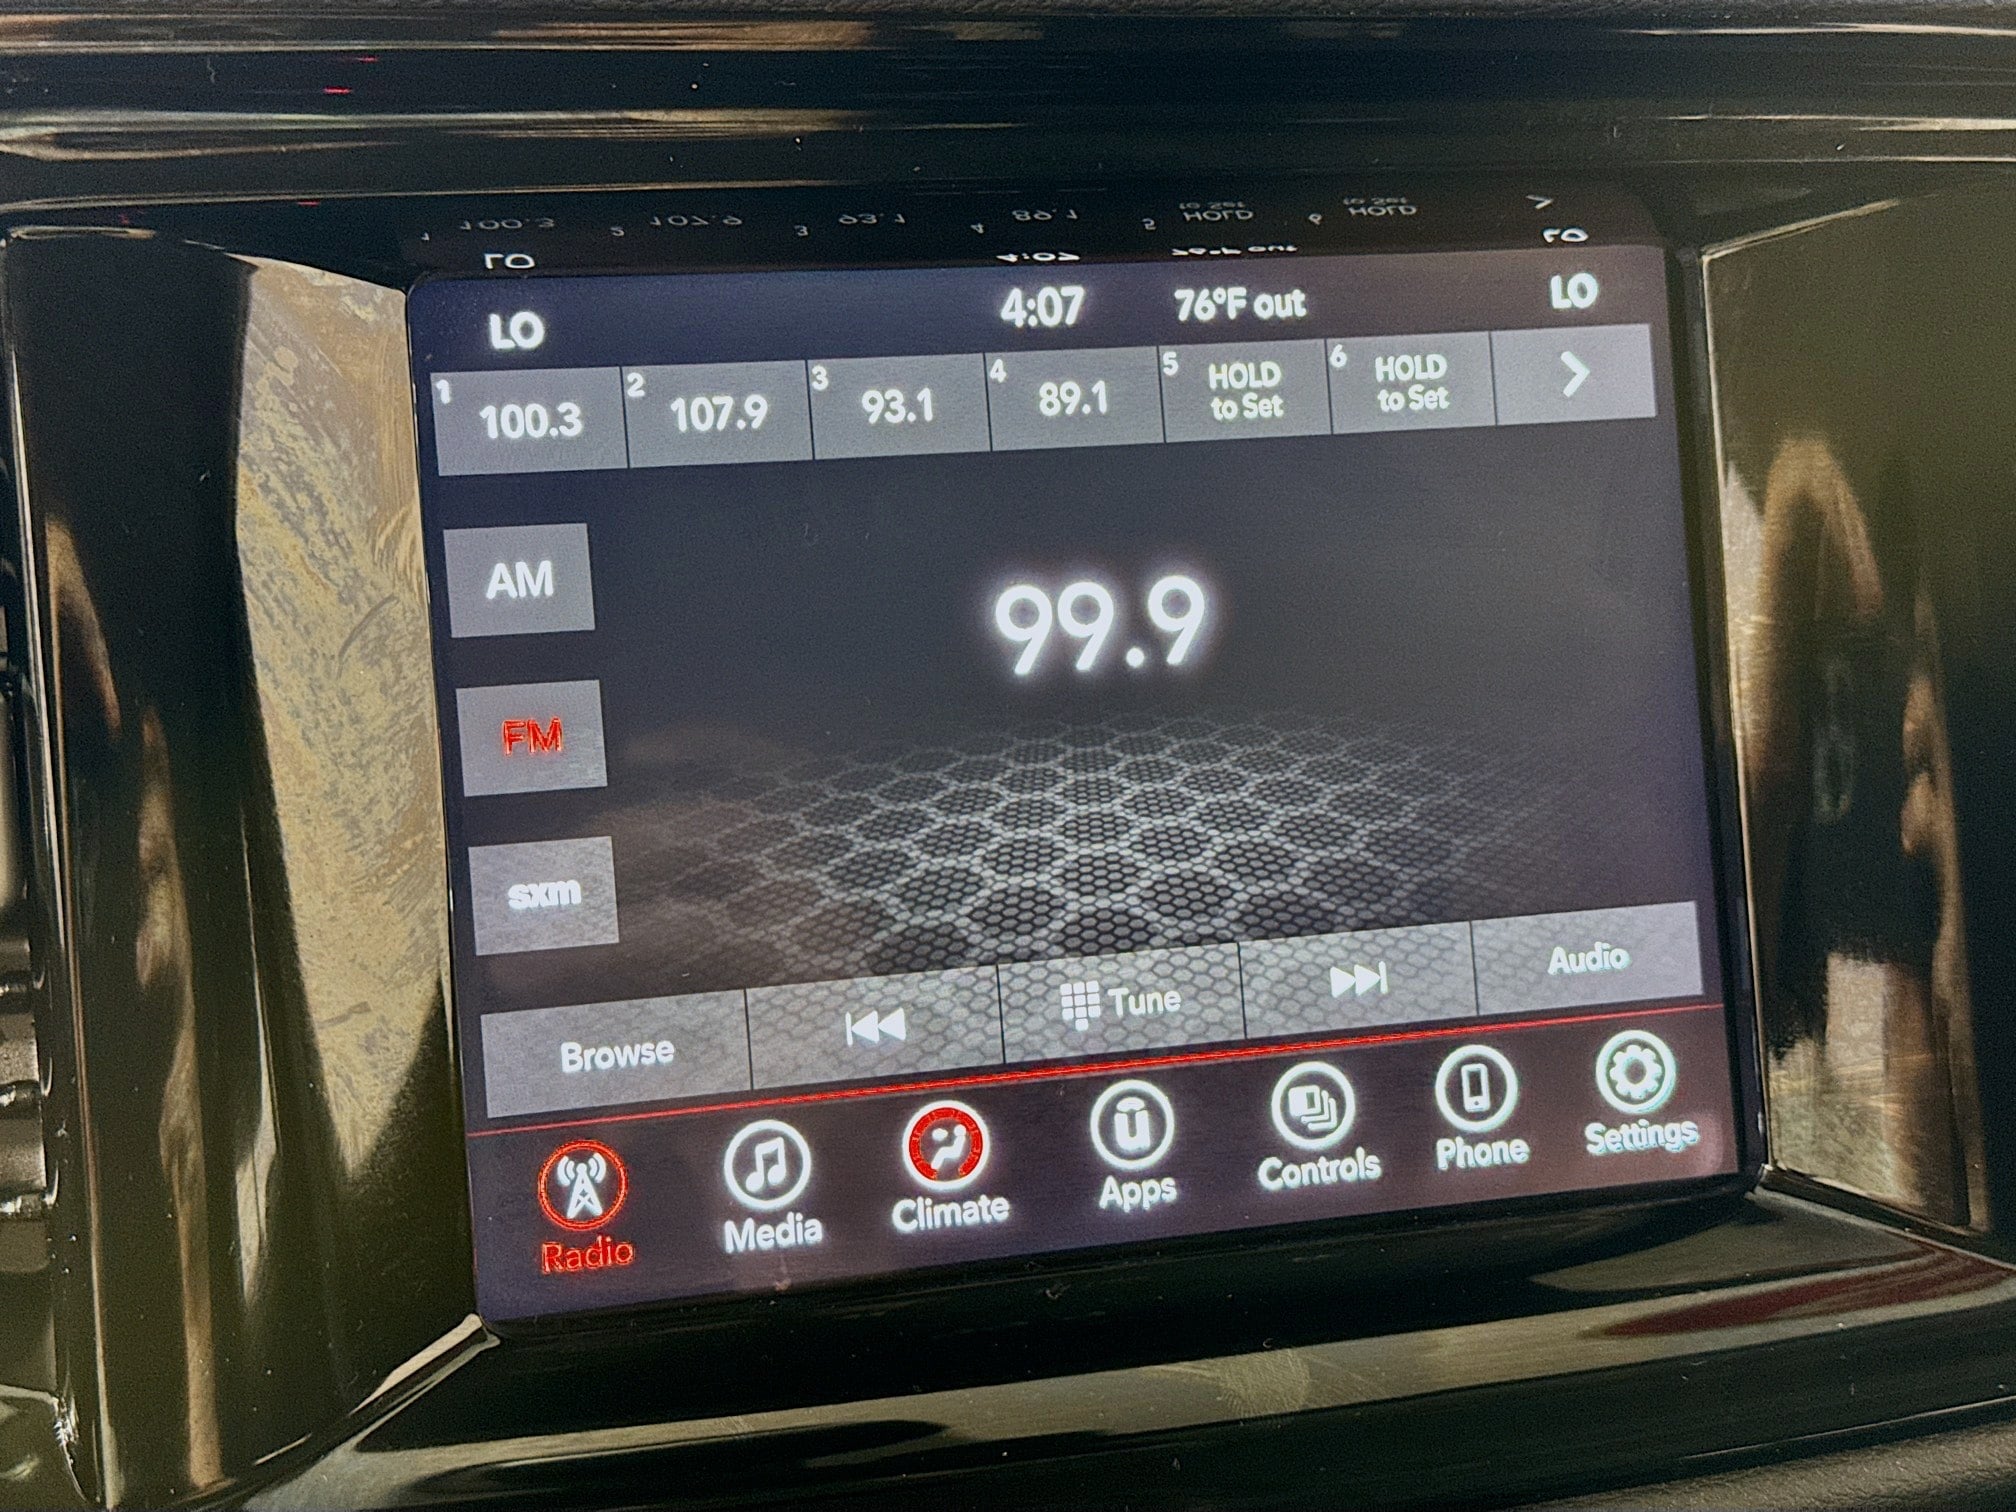 LO 4:07 76°F out LO
1 100.3 2 107.9 3 93.1 4 89.1 5 HOLD to Set 6 HOLD to Set
AM
99.9
FM
sxm
Browse Tune Audio
Radio Media Climate Apps Controls Phone Settings